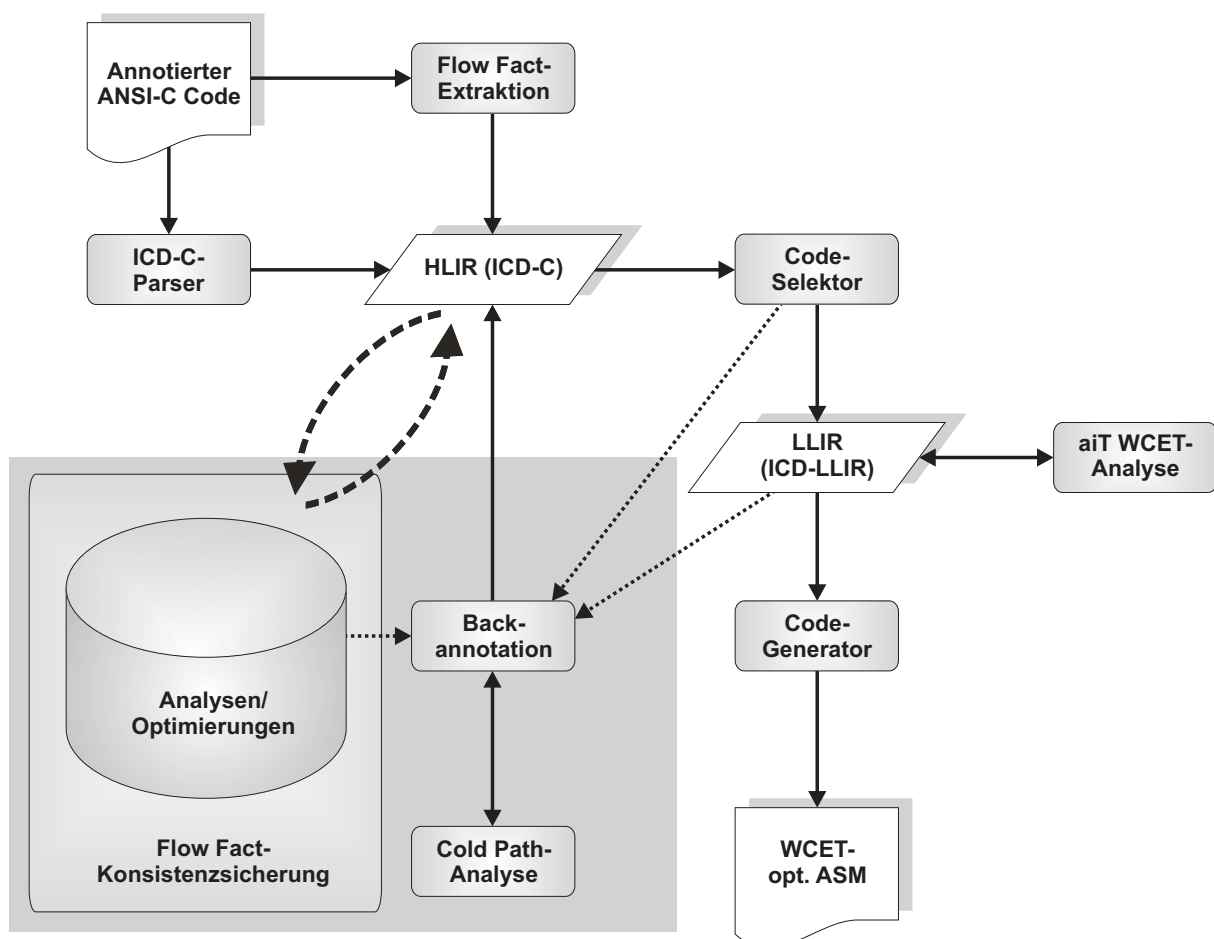 Annotierter
ANSI-C Code
Flow Fact-
Extraktion
ICD-C-
Parser
HLIR (ICD-C)
Code-
Selektor
LLIR
(ICD-LLIR)
aiT WCET-
Analyse
Back-
annotation
Code-
Generator
Analysen/
Optimierungen
Flow Fact-
Konsistenzsicherung
Cold Path-
Analyse
WCET-
opt. ASM